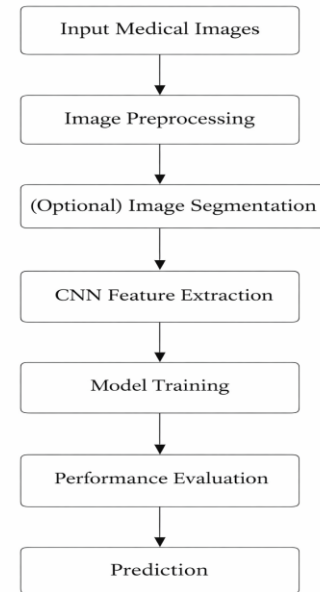 Input Medical Images
Image Preprocessing
(Optional) Image Segmentation
CNN Feature Extraction
Model Training
Performance Evaluation
Prediction